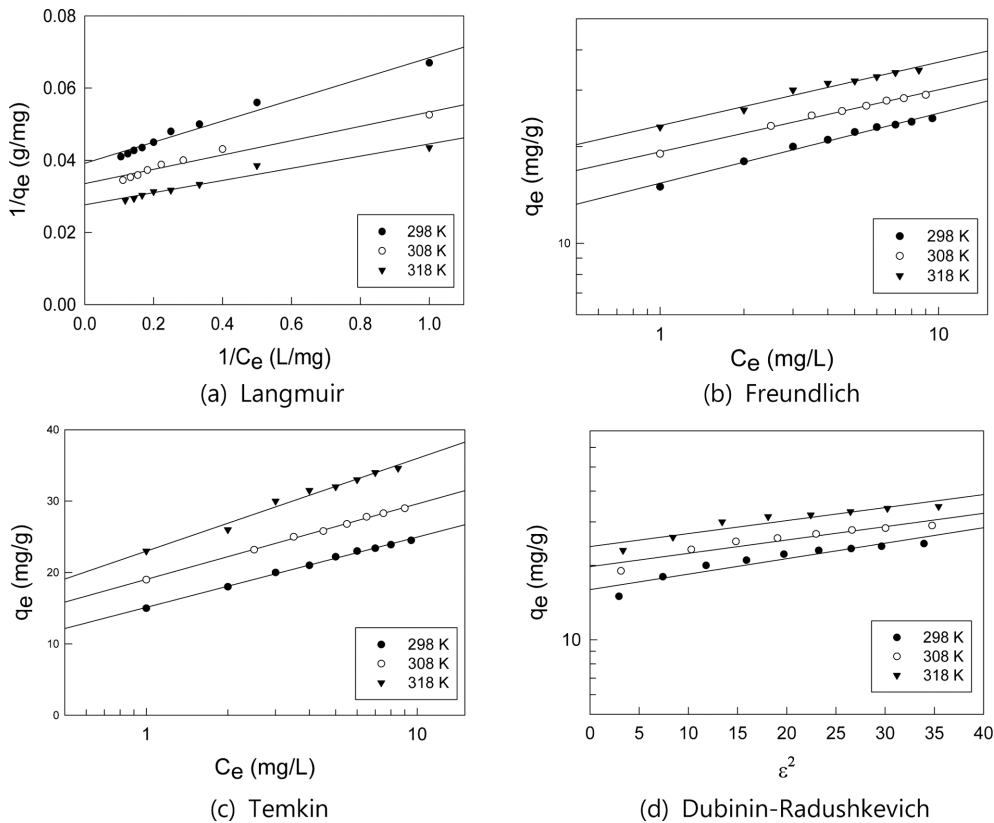 0.08
0.06
0.04
0.02
0.00
1/qe (g/mg)
298 K
308 K
318 K
0.0 0.2 0.4 0.6 0.8 1.0
1/Ce (L/mg)
(a) Langmuir
qe (mg/g)
10
298 K
308 K
318 K
1 10
Ce (mg/L)
(b) Freundlich
40
30
20
10
0
qe (mg/g)
298 K
308 K
318 K
1 10
Ce (mg/L)
(c) Temkin
qe (mg/g)
10
298 K
308 K
318 K
0 5 10 15 20 25 30 35 40
ε2
(d) Dubinin-Radushkevich